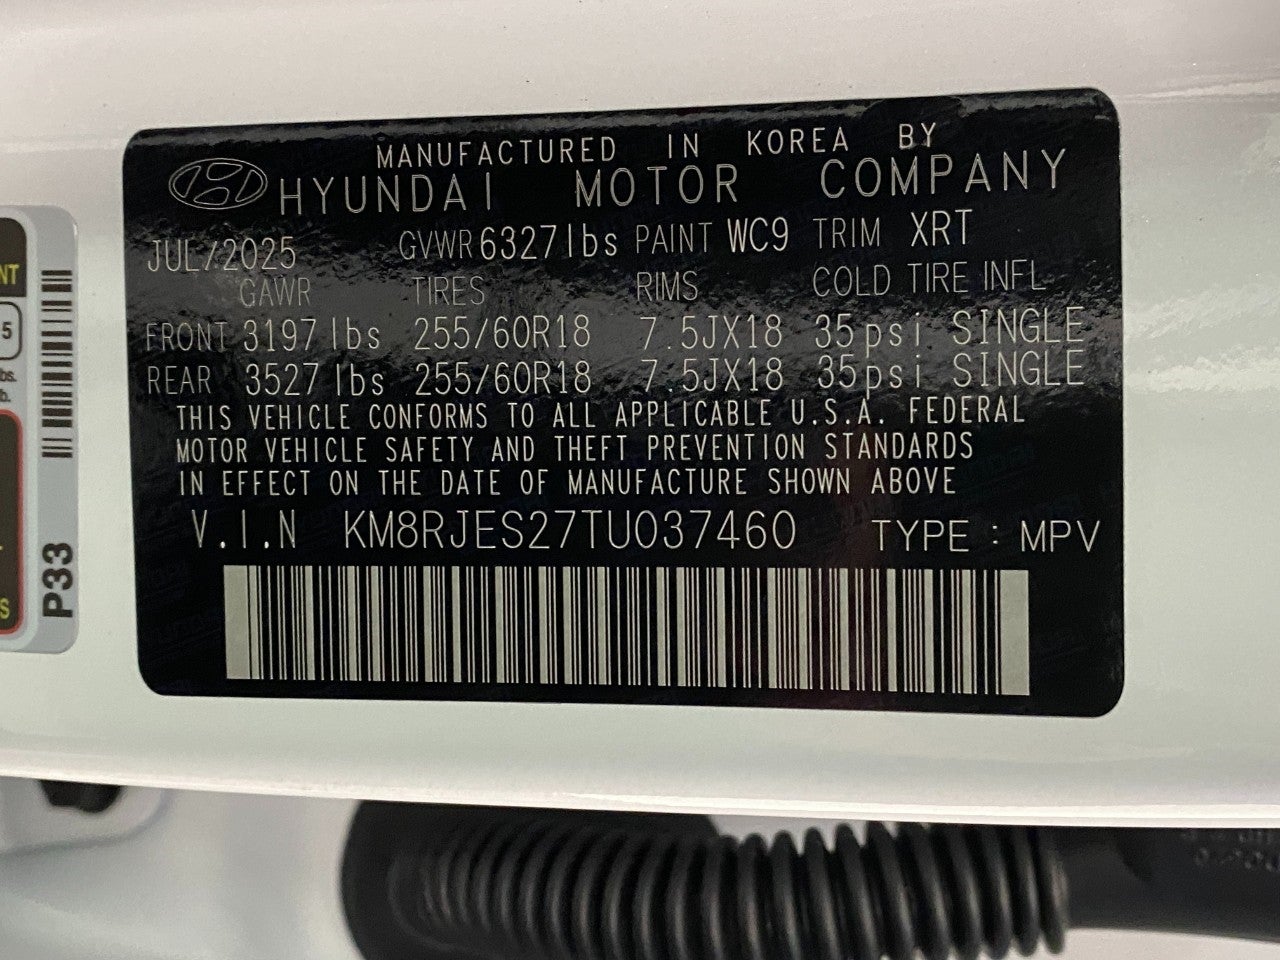 MANUFACTURED IN KOREA BY
HYUNDAI MOTOR COMPANY
JUL/2025 GVWR 6327lbs PAINT WC9 TRIM XRT
GAWR TIRES RIMS COLD TIRE INFL
FRONT 3197lbs 255/60R18 7.5JX18 35psi SINGLE
REAR 3527lbs 255/60R18 7.5JX18 35psi SINGLE
THIS VEHICLE CONFORMS TO ALL APPLICABLE U.S.A. FEDERAL
MOTOR VEHICLE SAFETY AND THEFT PREVENTION STANDARDS
IN EFFECT ON THE DATE OF MANUFACTURE SHOWN ABOVE
V.I.N KM8RJES27TU037460 TYPE : MPV
P33